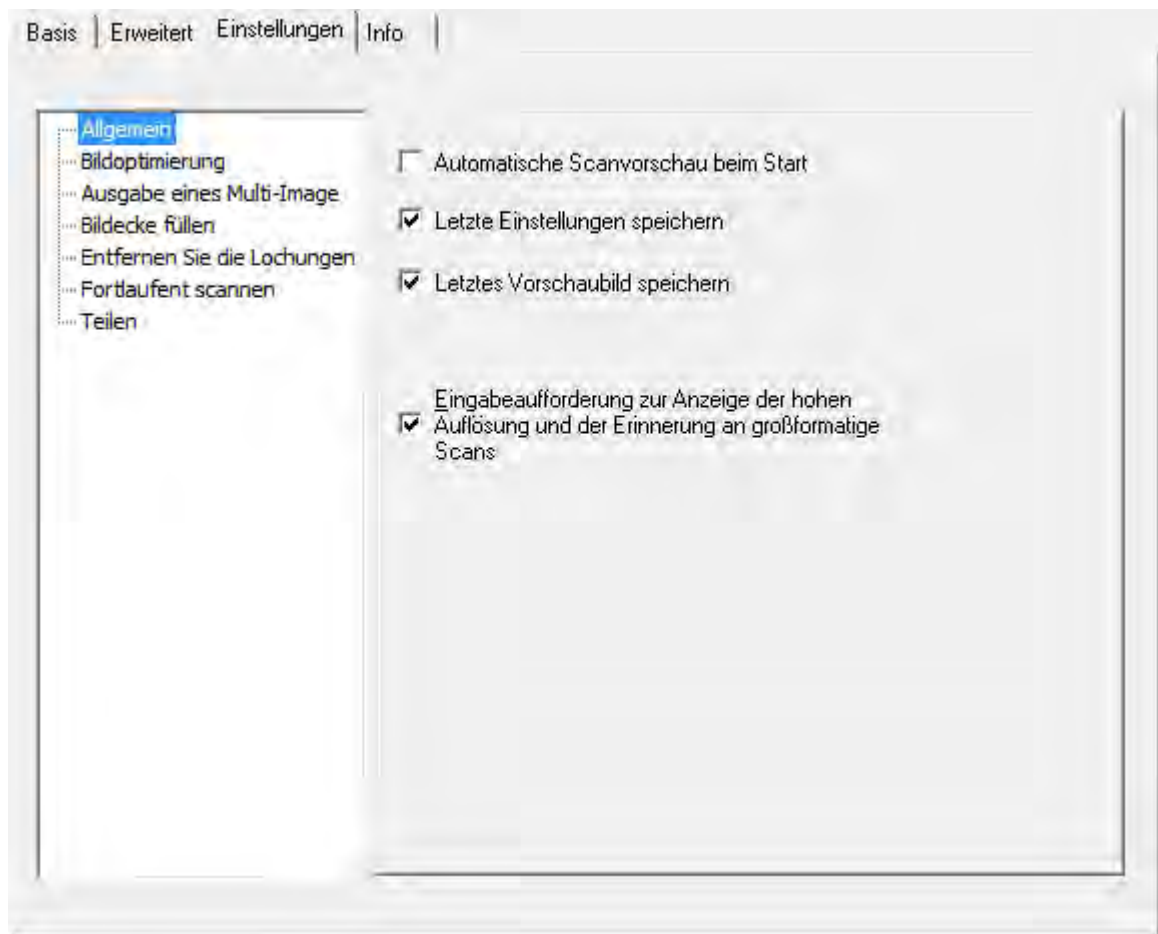 Basis | Erweitert Einstellungen | Info |
Allgemein
Bildoptimierung
Ausgabe eines Multi-Image
Bildecke füllen
Entfernen Sie die Lochungen
Fortlaufent scannen
Teilen
Automatische Scanvorschau beim Start
Letzte Einstellungen speichern
Letztes Vorschaubild speichern
Eingabeaufforderung zur Anzeige der hohen
Auflösung und der Erinnerung an großformatige
Scans